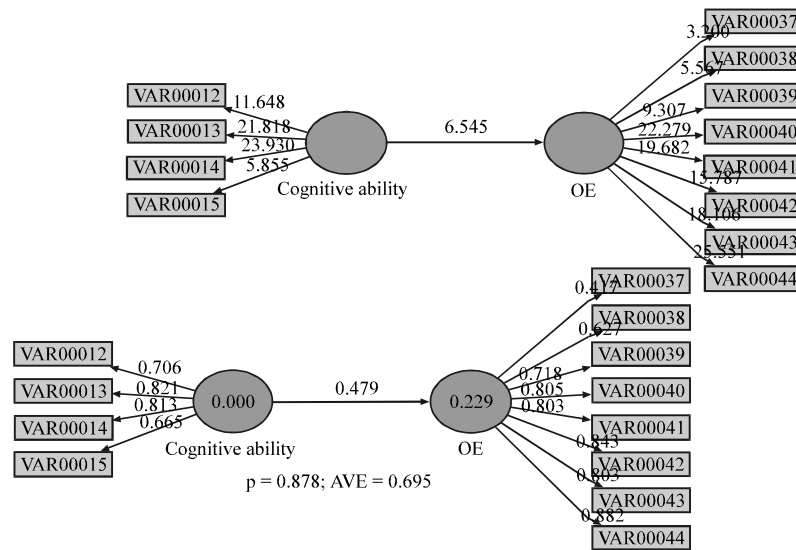 VAR00037
3.200
VAR00038
5.567
VAR00012
11.648
VAR00039
9.307
VAR00013
21.818
6.545
22.279
VAR00040
23.930
19.682
VAR00014
5.855
VAR00041
15.787
Cognitive ability
OE
VAR00015
VAR00042
18.106
VAR00043
25.551
VAR00044
VAR00037
0.417
VAR00038
0.627
VAR00012
0.706
VAR00039
0.718
VAR00013
0.821
0.000
0.479
0.229
0.805
VAR00040
0.813
0.803
VAR00014
0.665
VAR00041
0.843
Cognitive ability
OE
VAR00015
VAR00042
0.803
p = 0.878; AVE = 0.695
VAR00043
0.882
VAR00044